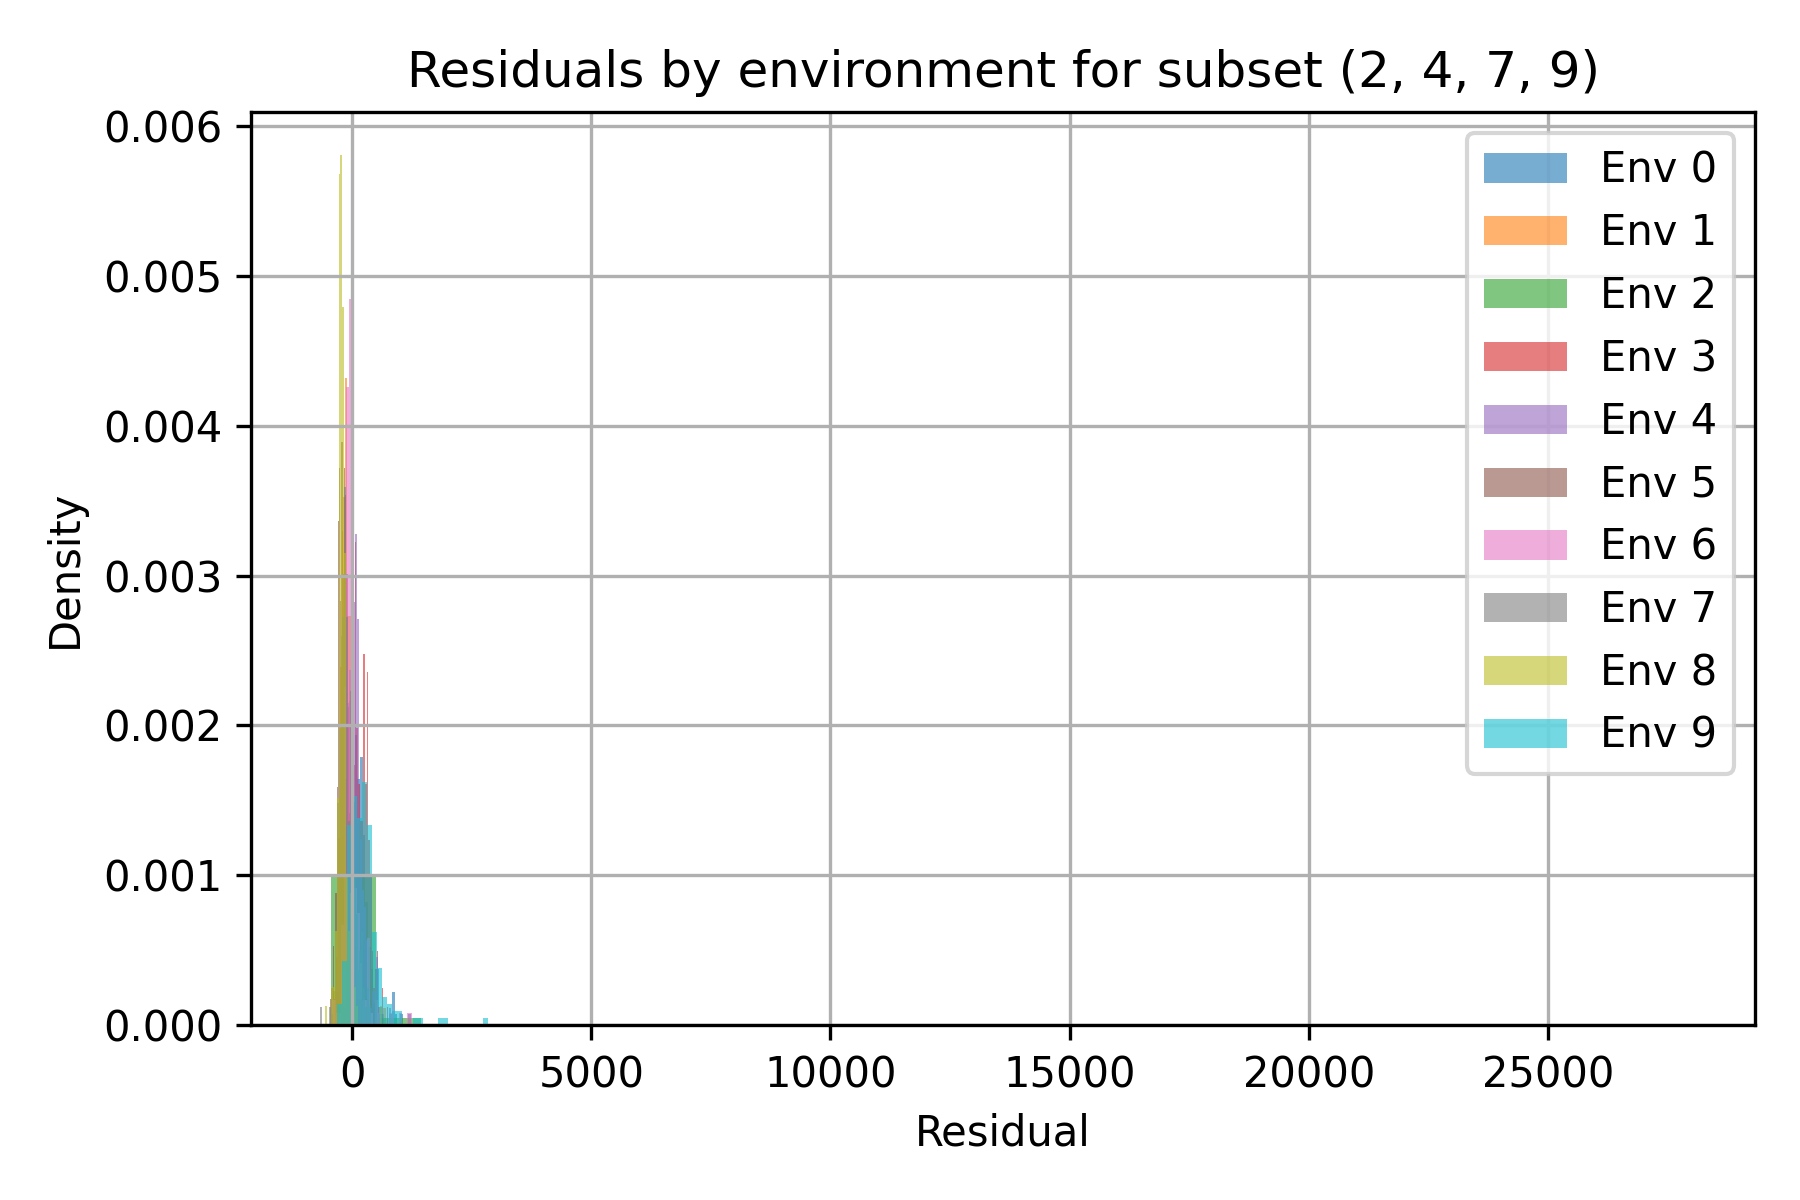 Residuals by environment for subset (2, 4, 7, 9)
0.006
0.005
0.004
0.003
0.002
0.001
0.000
Density
0
5000
10000
15000
20000
25000
Residual
Env 0
Env 1
Env 2
Env 3
Env 4
Env 5
Env 6
Env 7
Env 8
Env 9